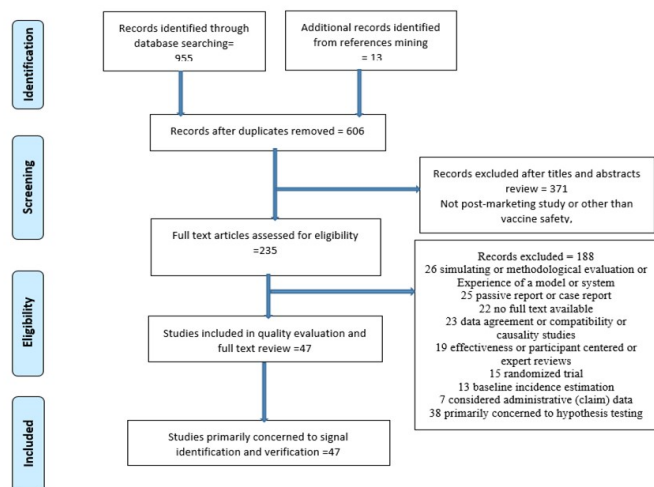 Identification
Records identified through
database searching=
955
Additional records identified
from references mining
= 13
Records after duplicates removed = 606
Screening
Records excluded after titles and abstracts
review = 371
Not post-marketing study or other than
vaccine safety.
Full text articles assessed for eligibility
=235
Eligibility
Records excluded = 188
26 simulating or methodological evaluation or
Experience of a model or system
25 passive report or case report
22 no full text available
23 data agreement or compatibility or
causality studies
19 effectiveness or participant centered or
expert reviews
15 randomized trial
13 baseline incidence estimation
7 considered administrative (claim) data
38 primarily concerned to hypothesis testing
Studies included in quality evaluation and
full text review =47
Included
Studies primarily concerned to signal
identification and verification =47